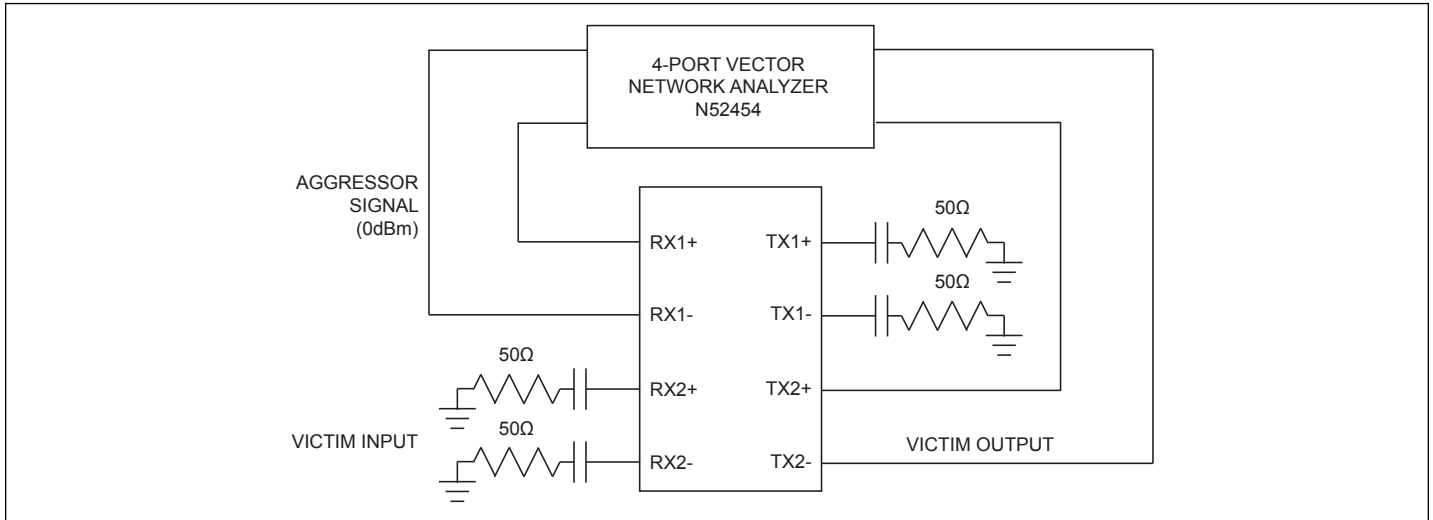 4-PORT VECTOR
NETWORK ANALYZER
N52454
AGGRESSOR
SIGNAL
(0dBm)
50Ω
RX1+
TX1+
50Ω
RX1-
TX1-
50Ω
RX2+
TX2+
50Ω
VICTIM INPUT
VICTIM OUTPUT
RX2-
TX2-